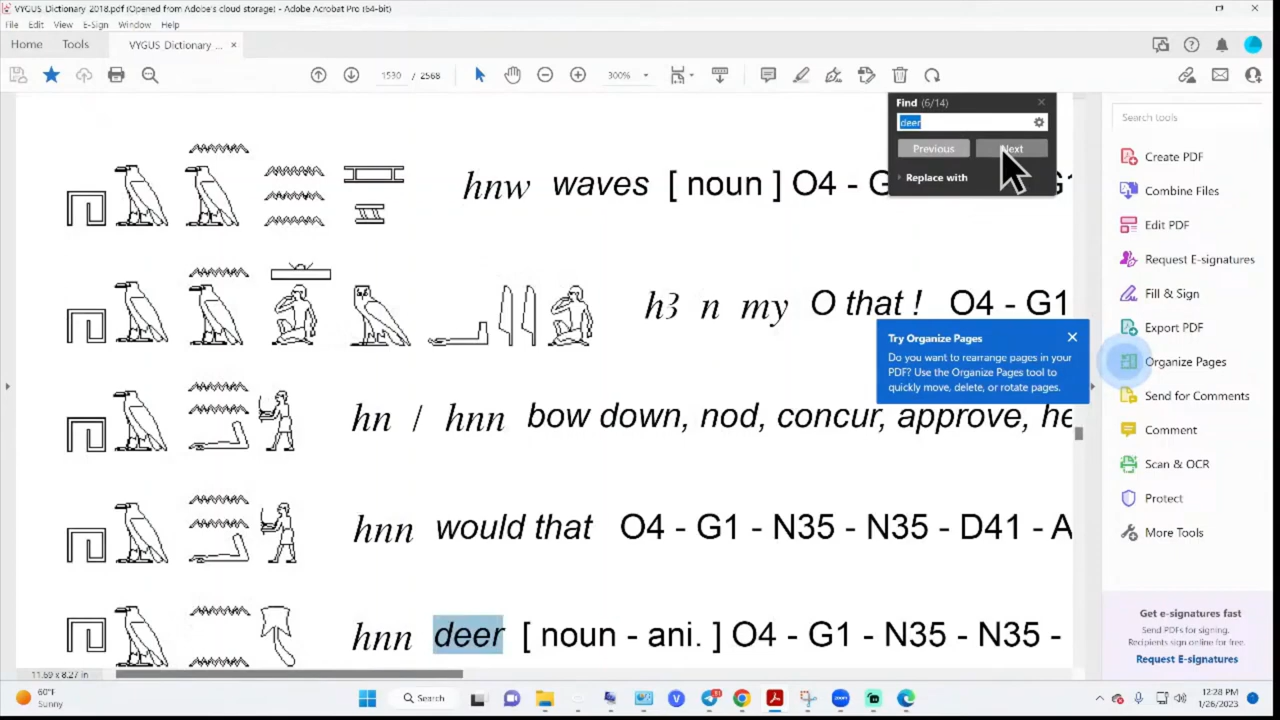 VYGUS Dictionary_2018.pdf (Opened from Adobe's cloud storage) - Adobe Acrobat Pro (64-bit)
File Edit View E-Sign Window Help
Home Tools VYGUS Dictionary ... ×
1530 / 2568 300%
Find (6/14)
deer
Previous Next
Replace with
hnw waves [ noun ] O4 - G
h3 n my O that ! O4 - G1
hn / hnn bow down, nod, concur, approve, he
hnn would that O4 - G1 - N35 - N35 - D41 - A
hnn deer [ noun - ani. ] O4 - G1 - N35 - N35 -
Try Organize Pages
Do you want to rearrange pages in your
PDF? Use the Organize Pages tool to
quickly move, delete, or rotate pages.
Search tools
Create PDF
Combine Files
Edit PDF
Request E-signatures
Fill & Sign
Export PDF
Organize Pages
Send for Comments
Comment
Scan & OCR
Protect
More Tools
Get e-signatures fast
Send PDFs for signing.
Recipients sign online for free.
Request E-signatures
11.69 x 8.27 in
60°F
Sunny
Search
12:28 PM
1/26/2023